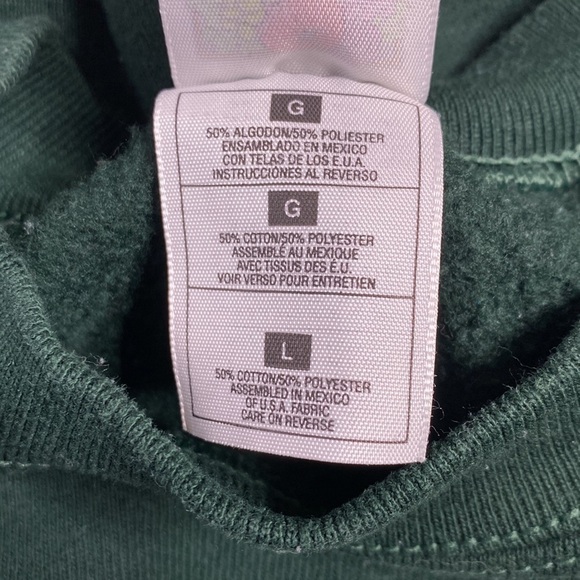 G
50% ALGODON/50% POLIESTER
ENSAMBLADO EN MEXICO
CON TELAS DE LOS E.U.A.
INSTRUCCIÓNES AL REVERSO
G
50% COTON/50% POLYESTER
ASSEMBLÉ AU MEXIQUE
AVEC TISSUS DES É.U.
VOIR VERSO POUR ENTRETIEN
L
50% COTTON/50% POLYESTER
ASSEMBLED IN MEXICO
OF U.S.A. FABRIC
CARE ON REVERSE